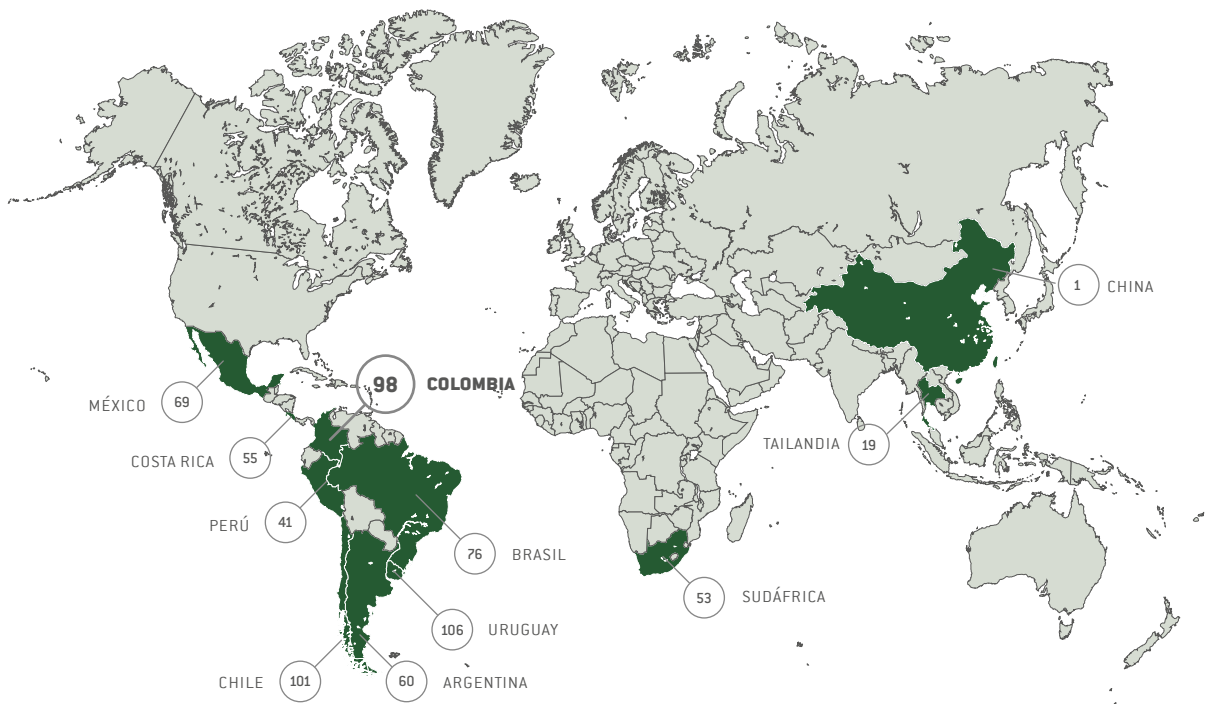 1 CHINA
98 COLOMBIA
MÉXICO 69
TAILANDIA 19
COSTA RICA 55
PERÚ 41
76 BRASIL
53 SUDÁFRICA
106 URUGUAY
CHILE 101
60 ARGENTINA